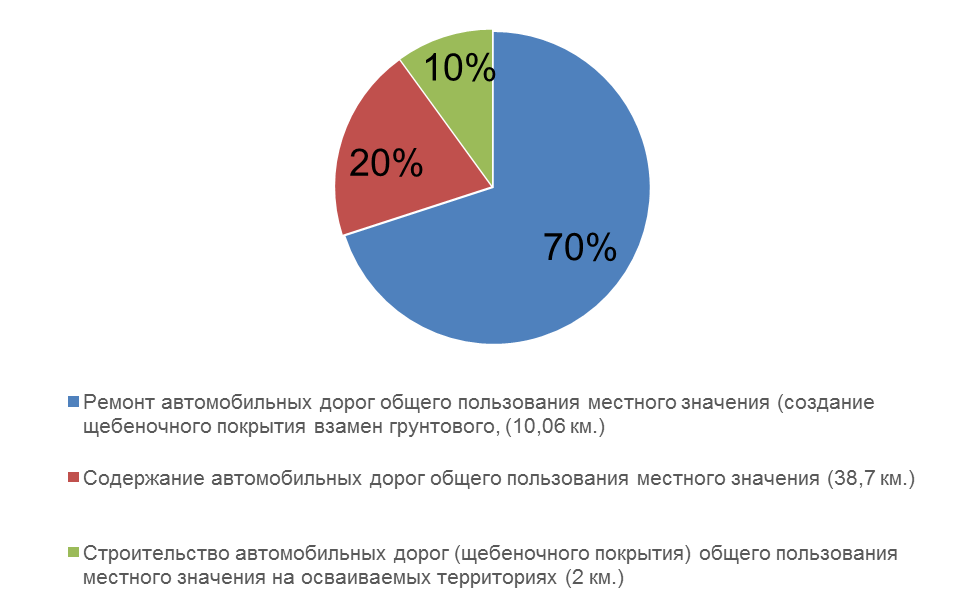 10%
20%
70%
Ремонт автомобильных дорог общего пользования местного значения (создание
щебеночного покрытия взамен грунтового, (10,06 км.)
Содержание автомобильных дорог общего пользования местного значения (38,7 км.)
Строительство автомобильных дорог (щебеночного покрытия) общего пользования
местного значения на осваиваемых территориях (2 км.)